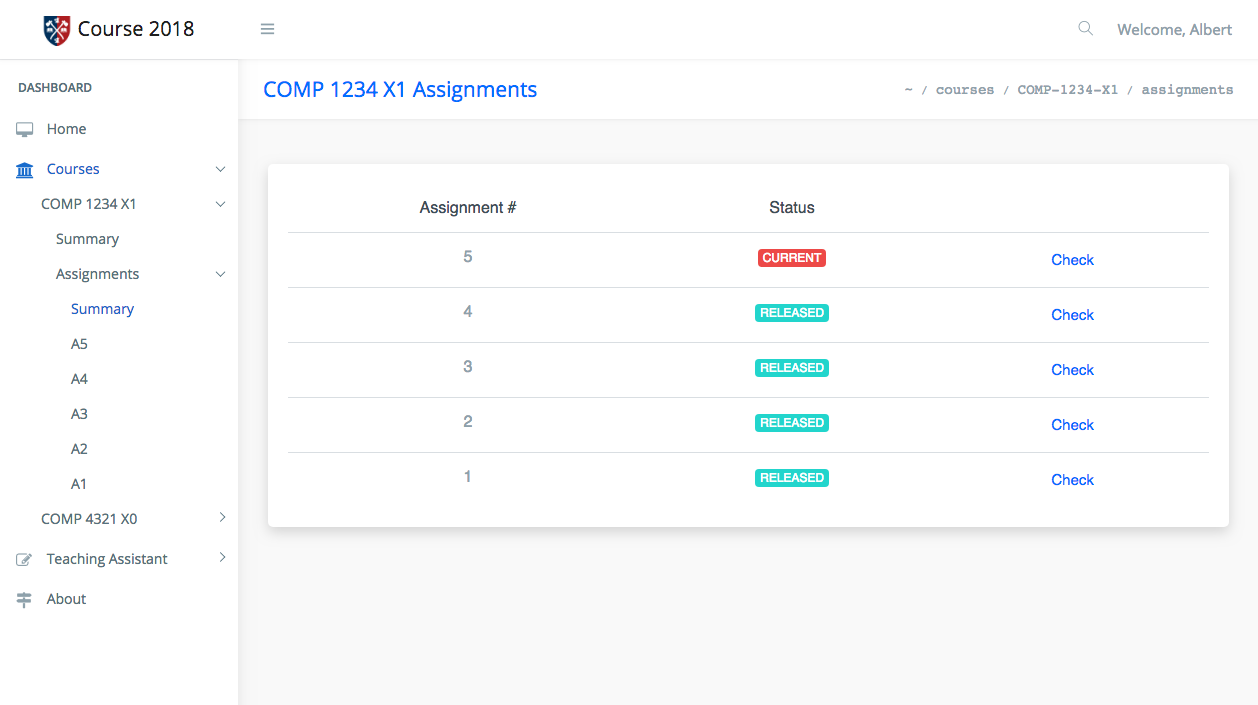 Course 2018
Welcome, Albert
DASHBOARD
Home
Courses
COMP 1234 X1
Summary
Assignments
Summary
A5
A4
A3
A2
A1
COMP 4321 X0
Teaching Assistant
About
COMP 1234 X1 Assignments
~ / courses / COMP-1234-X1 / assignments
Assignment # Status
5 CURRENT Check
4 RELEASED Check
3 RELEASED Check
2 RELEASED Check
1 RELEASED Check